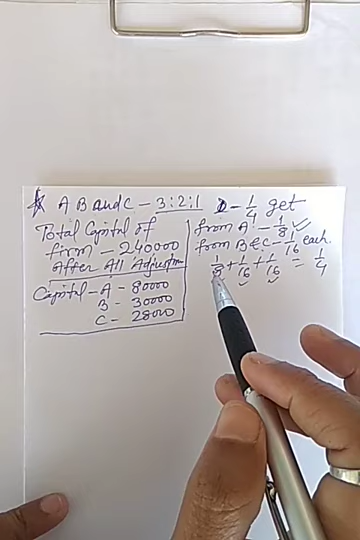 A B and C - 3:2:1 D - 1/4 get
Total Capital of
firm - 240000
After All Adjustm
Capital - A - 80000
B - 30000
C - 28000
from A - 1/8
from B & C - 1/16 each
1/8 + 1/16 + 1/16 = 1/4